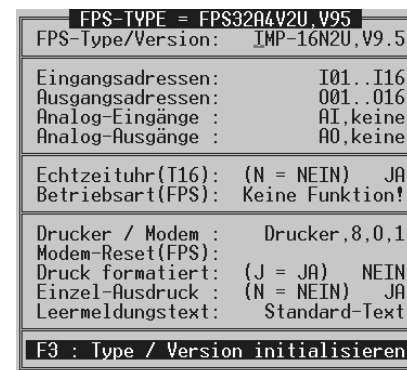 FPS-TYPE = FPS32A4V2U,V95
FPS-Type/Version: IMP-16N2U,V9.5
Eingangsadressen: I01..I16
Ausgangsadressen: O01..O16
Analog-Eingänge : AI,keine
Analog-Ausgänge : AO,keine
Echtzeituhr(T16): (N = NEIN) JA
Betriebsart(FPS): Keine Funktion!
Drucker / Modem : Drucker,8,0,1
Modem-Reset(FPS):
Druck formatiert: (J = JA) NEIN
Einzel-Ausdruck : (N = NEIN) JA
Leermeldungstext: Standard-Text
F3 : Type / Version initialisieren